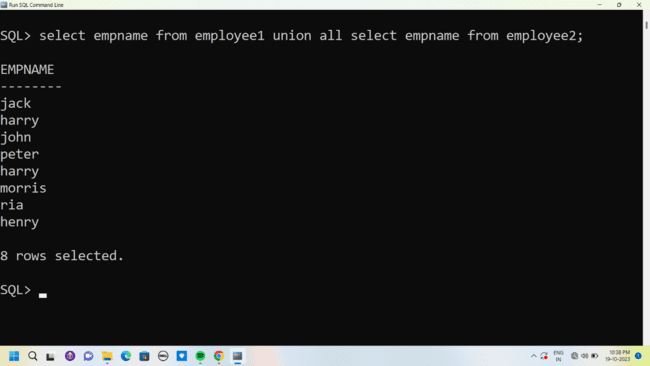 Run SQL Command Line
SQL> select empname from employee1 union all select empname from employee2;
EMPNAME
--------
jack
harry
john
peter
harry
morris
ria
henry
8 rows selected.
SQL>
ENG
IN
10:38 PM
19-10-2023